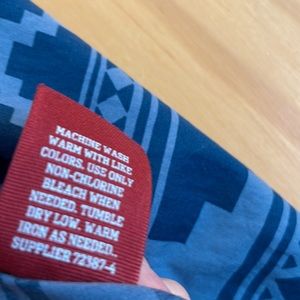 MACHINE WASH
WARM WITH LIKE
COLORS. USE ONLY
NON-CHLORINE
BLEACH WHEN
NEEDED. TUMBLE
DRY LOW. WARM
IRON AS NEEDED.
SUPPLIER 72387-4